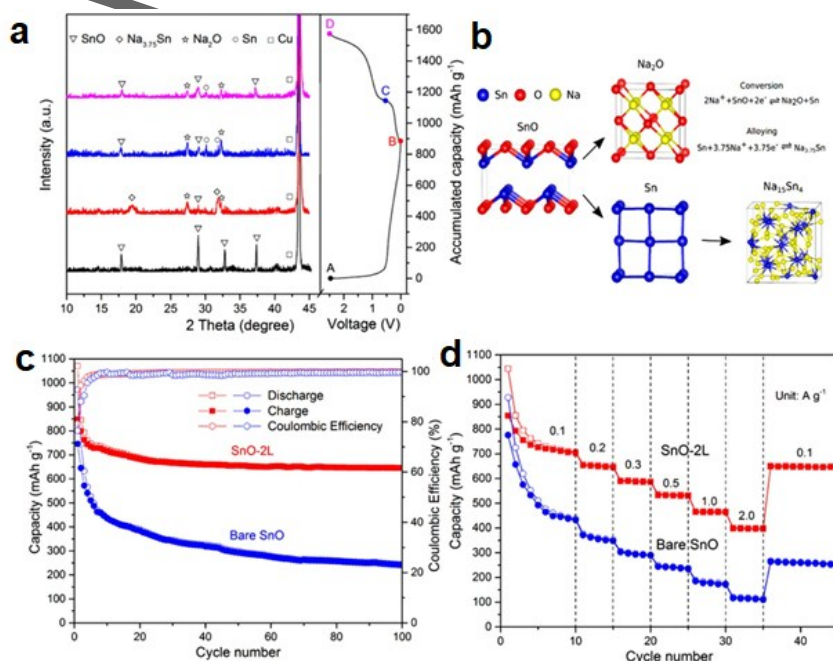 a
▽ SnO ◇ Na3.75Sn ☆ Na2O ○ Sn □ Cu
Intensity (a.u.)
10 15 20 25 30 35 40 45
2 Theta (degree)
D
C
B
A
2 1 0
Voltage (V)
1600
1400
1200
1000
800
600
400
200
0
Accumulated capacity (mAh g-1)
b
Sn O Na
SnO
Na2O
Conversion
2Na+ + SnO+2e- ⇌ Na2O+Sn
Alloying
Sn+3.75Na+ +3.75e- ⇌ Na3.75Sn
Sn
Na15Sn4
c
1100
1000
900
800
700
600
500
400
300
200
100
0
Capacity (mAh g-1)
Discharge
Charge
Coulombic Efficiency
SnO-2L
Bare SnO
100
80
60
40
20
0
Coulombic Efficiency (%)
0 20 40 60 80 100
Cycle number
d
1100
1000
900
800
700
600
500
400
300
200
100
0
Capacity (mAh g-1)
Unit: A g-1
0.1
0.2
0.3
0.5
1.0
2.0
0.1
SnO-2L
Bare SnO
0 10 20 30 40
Cycle number